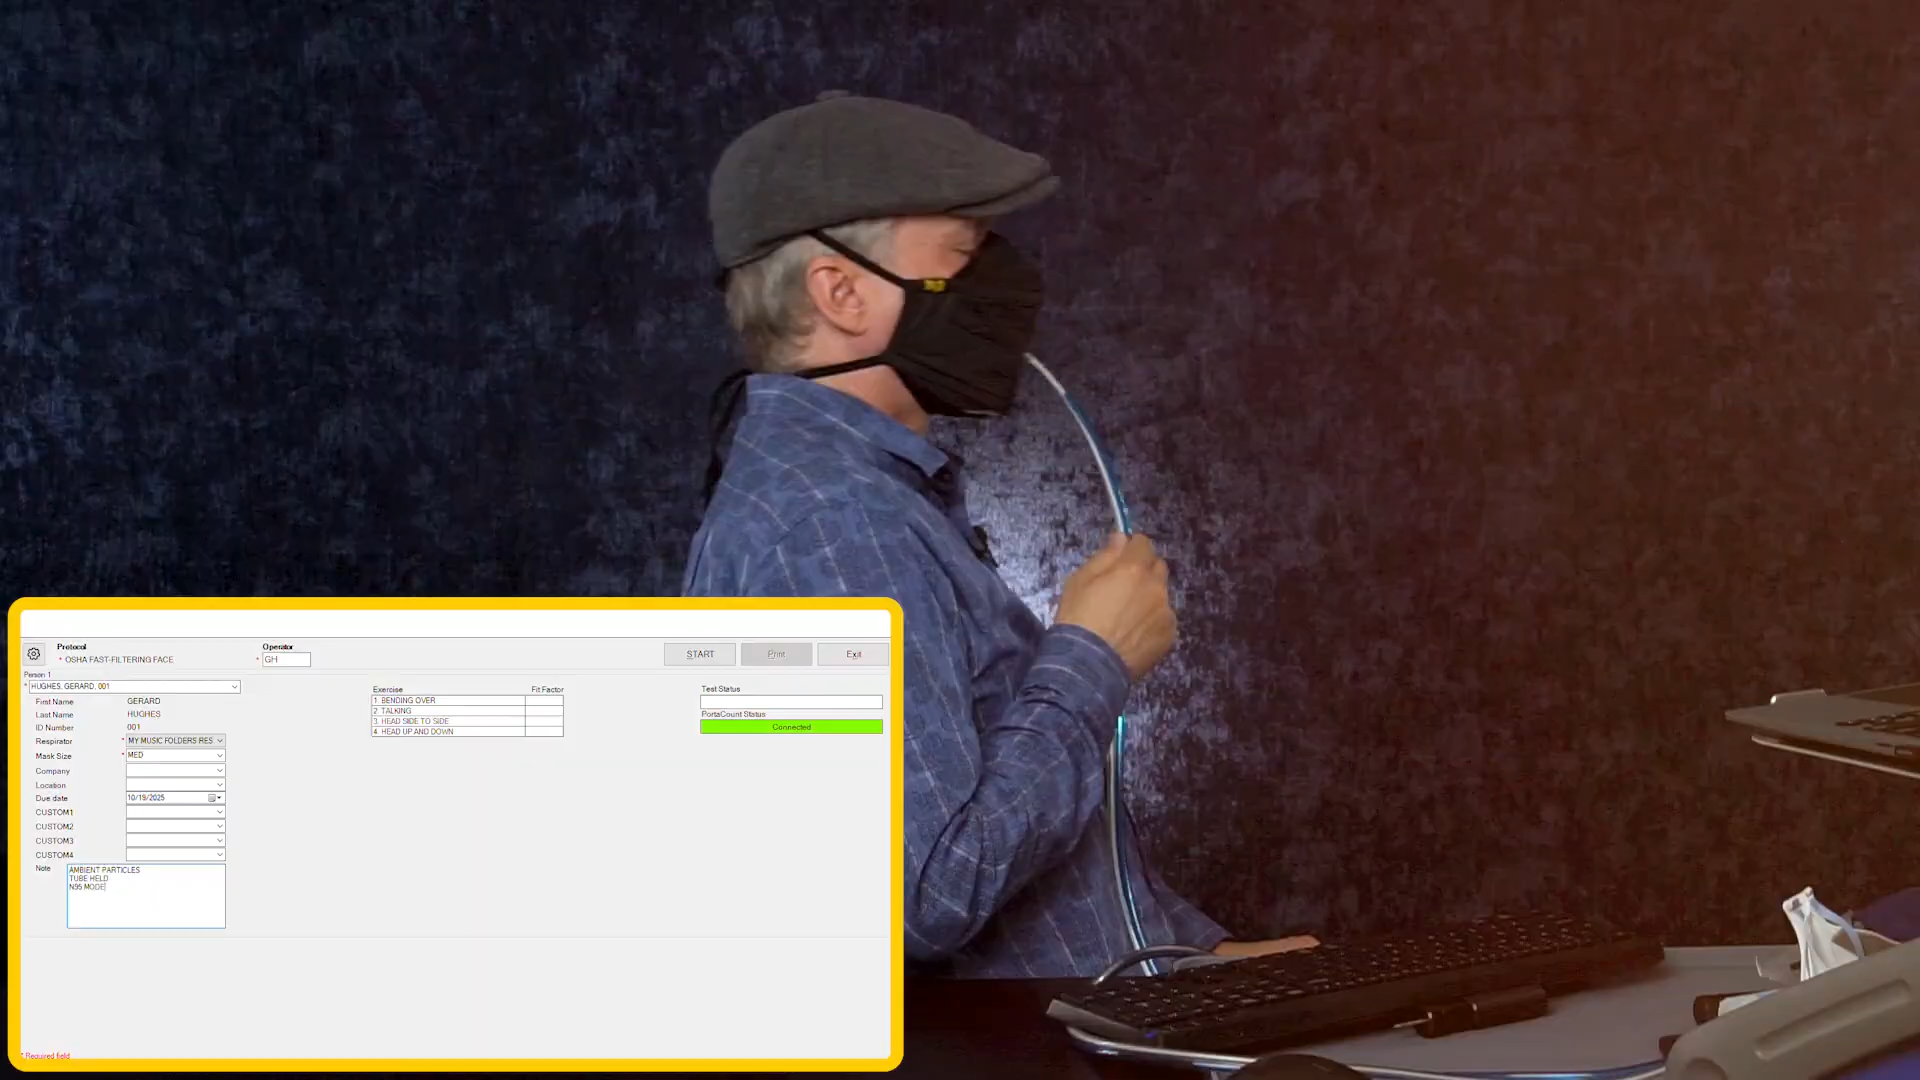 Protocol
* OSHA FAST-FILTERING FACE
Operator
* GH
START
Print
Exit
Person 1
* HUGHES, GERARD, 001
First Name GERARD
Last Name HUGHES
ID Number 001
Respirator * MY MUSIC FOLDERS RES
Mask Size * MED
Company
Location
Due date 10/19/2025
CUSTOM1
CUSTOM2
CUSTOM3
CUSTOM4
Note
AMBIENT PARTICLES
TUBE HELD
N95 MODE
Exercise Fit Factor
1. BENDING OVER
2. TALKING
3. HEAD SIDE TO SIDE
4. HEAD UP AND DOWN
Test Status
PortaCount Status
Connected
* Required field